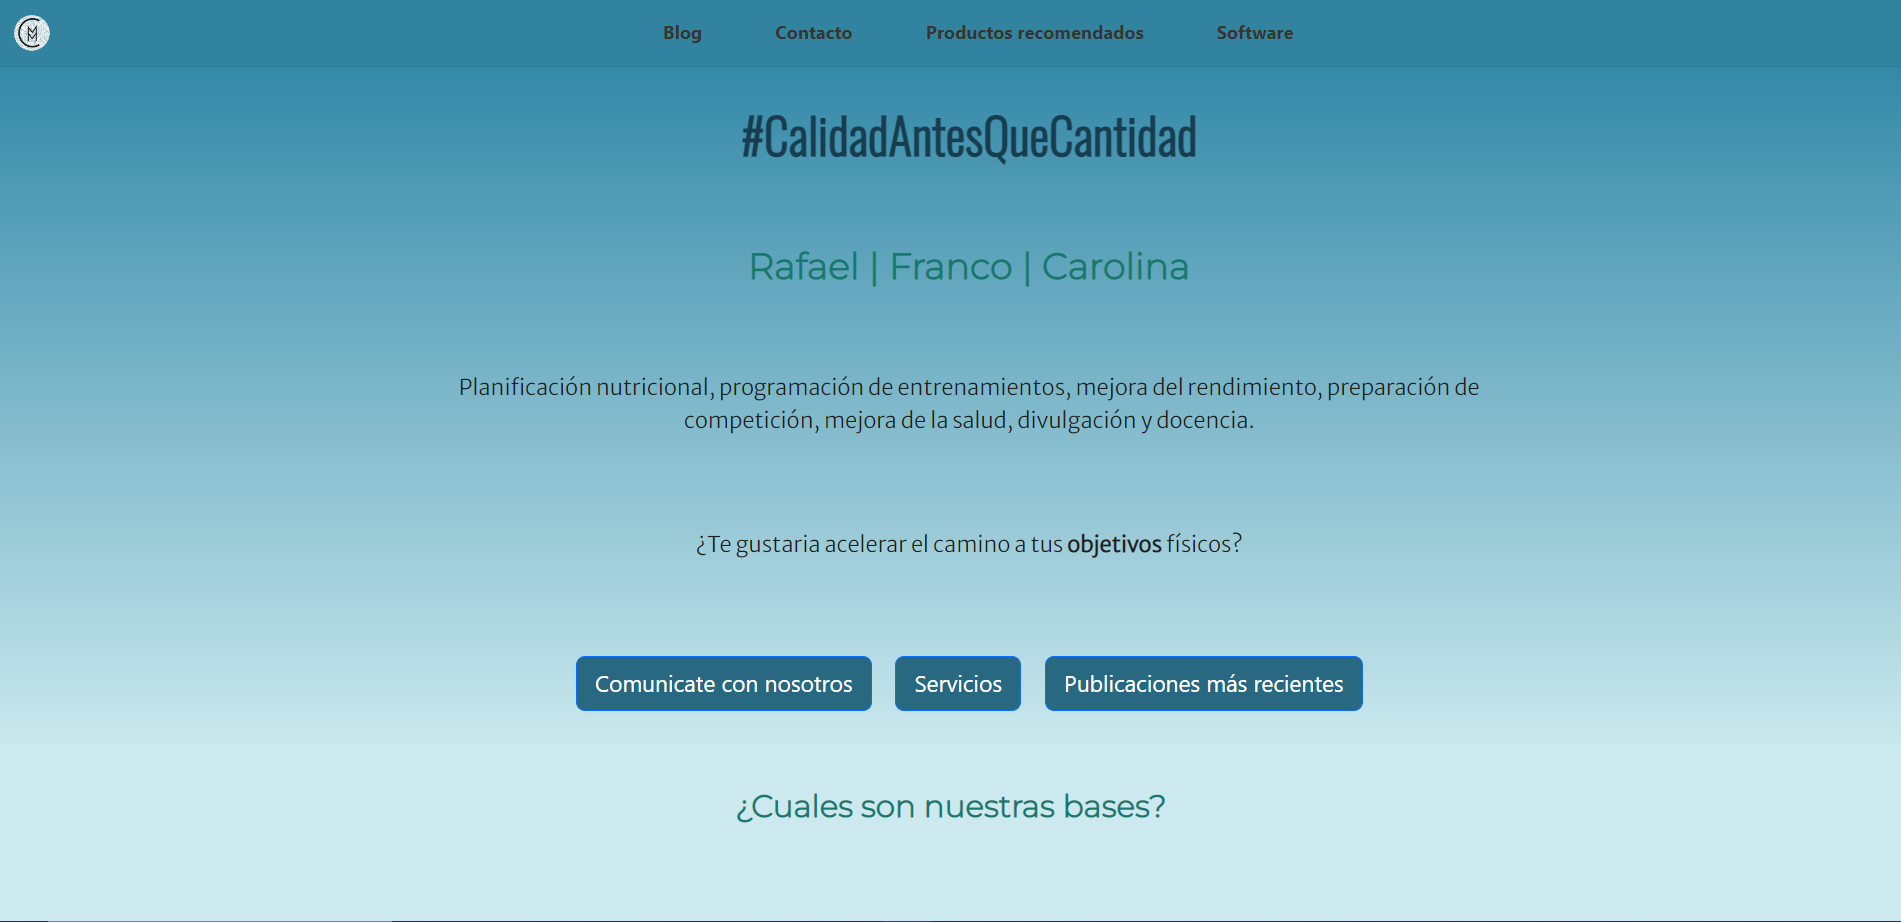 Blog
Contacto
Productos recomendados
Software
#CalidadAntesQueCantidad
Rafael | Franco | Carolina
Planificación nutricional, programación de entrenamientos, mejora del rendimiento, preparación de
competición, mejora de la salud, divulgación y docencia.
¿Te gustaria acelerar el camino a tus objetivos físicos?
Comunicate con nosotros
Servicios
Publicaciones más recientes
¿Cuales son nuestras bases?